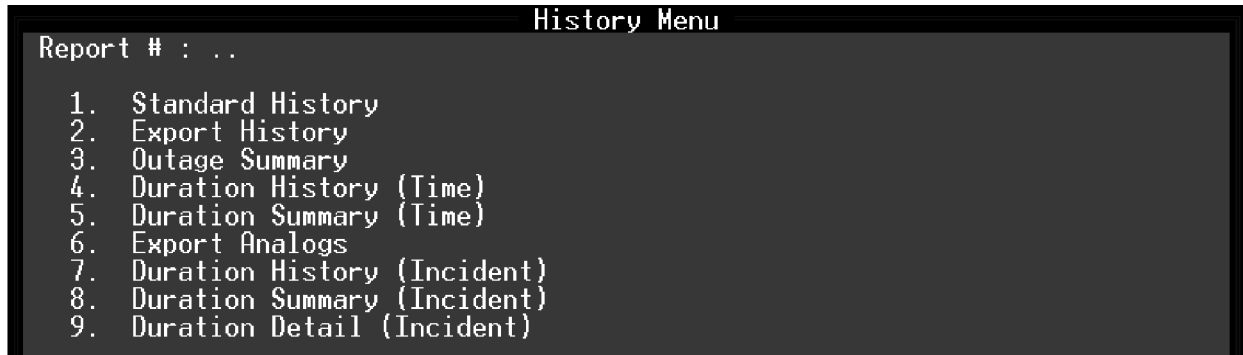 History Menu
Report # : ..
1. Standard History
2. Export History
3. Outage Summary
4. Duration History (Time)
5. Duration Summary (Time)
6. Export Analogs
7. Duration History (Incident)
8. Duration Summary (Incident)
9. Duration Detail (Incident)